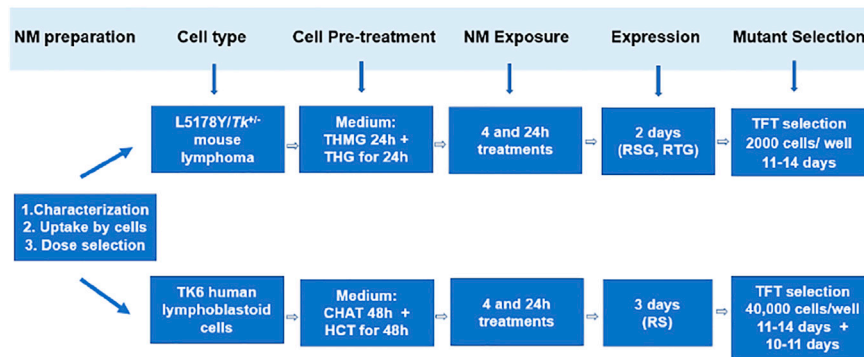 NM preparation
Cell type
Cell Pre-treatment
NM Exposure
Expression
Mutant Selection
1.Characterization
2. Uptake by cells
3. Dose selection
L5178Y/Tk+/-
mouse
lymphoma
Medium:
THMG 24h +
THG for 24h
4 and 24h
treatments
2 days
(RSG, RTG)
TFT selection
2000 cells/ well
11-14 days
TK6 human
lymphoblastoid
cells
Medium:
CHAT 48h +
HCT for 48h
4 and 24h
treatments
3 days
(RS)
TFT selection
40,000 cells/well
11-14 days +
10-11 days